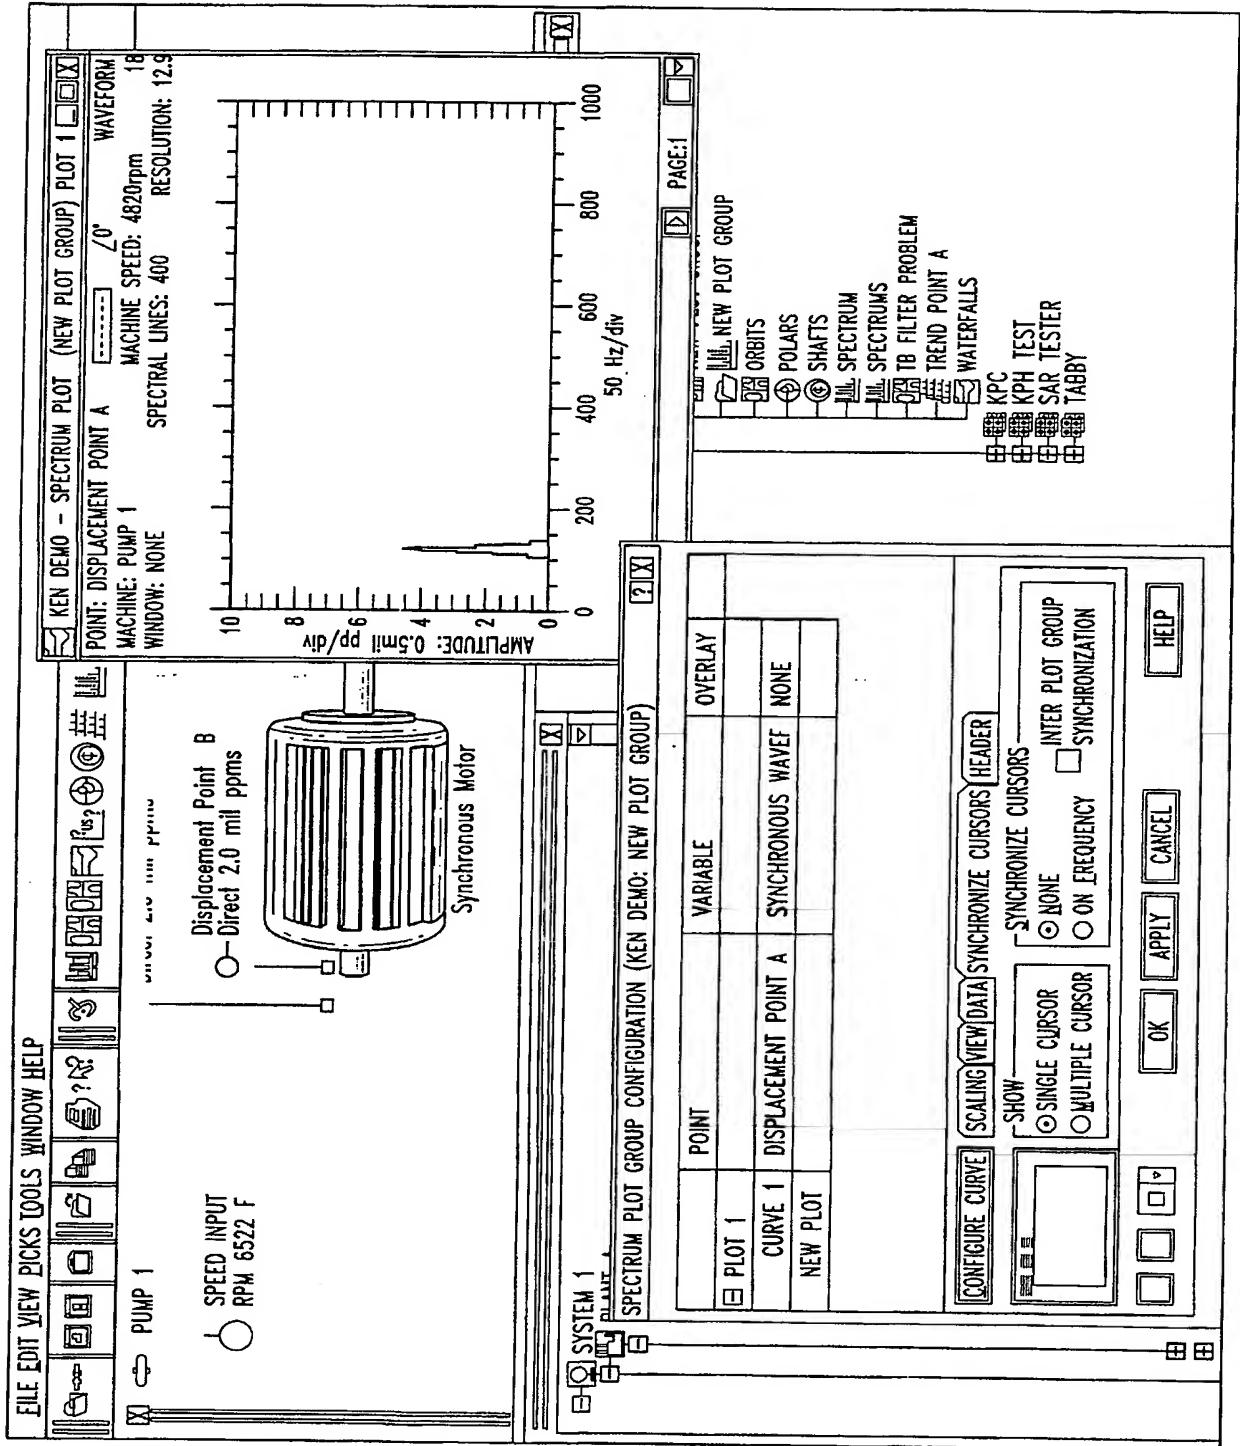 FILE EDIT VIEW PICKS TOOLS WINDOW HELP
PUMP 1
SPEED INPUT
RPM 6522 F
Displacement Point B
Direct 2.0 mil ppms
Synchronous Motor
KEN DEMO - SPECTRUM PLOT (NEW PLOT GROUP) PLOT 1
POINT: DISPLACEMENT POINT A /0' WAVEFORM
MACHINE: PUMP 1 MACHINE SPEED: 4820rpm 18
WINDOW: NONE SPECTRAL LINES: 400 RESOLUTION: 12.9
AMPLITUDE: 0.5mil pp/div
10
8
6
4
2
0
0 200 400 600 800 1000
50 Hz/div
PAGE:1
SYSTEM 1
NEW PLOT GROUP
ORBITS
POLARS
SHAFTS
SPECTRUM
SPECTRUMS
TB FILTER PROBLEM
TREND POINT A
WATERFALLS
KPC
KPH TEST
SAR TESTER
TABBY
SPECTRUM PLOT GROUP CONFIGURATION (KEN DEMO: NEW PLOT GROUP)
POINT VARIABLE OVERLAY
PLOT 1
CURVE 1 DISPLACEMENT POINT A SYNCHRONOUS WAVEF NONE
NEW PLOT
CONFIGURE CURVE SCALING VIEW DATA SYNCHRONIZE CURSORS HEADER
SHOW
SINGLE CURSOR
MULTIPLE CURSOR
SYNCHRONIZE CURSORS
NONE
ON FREQUENCY
INTER PLOT GROUP
SYNCHRONIZATION
OK APPLY CANCEL HELP